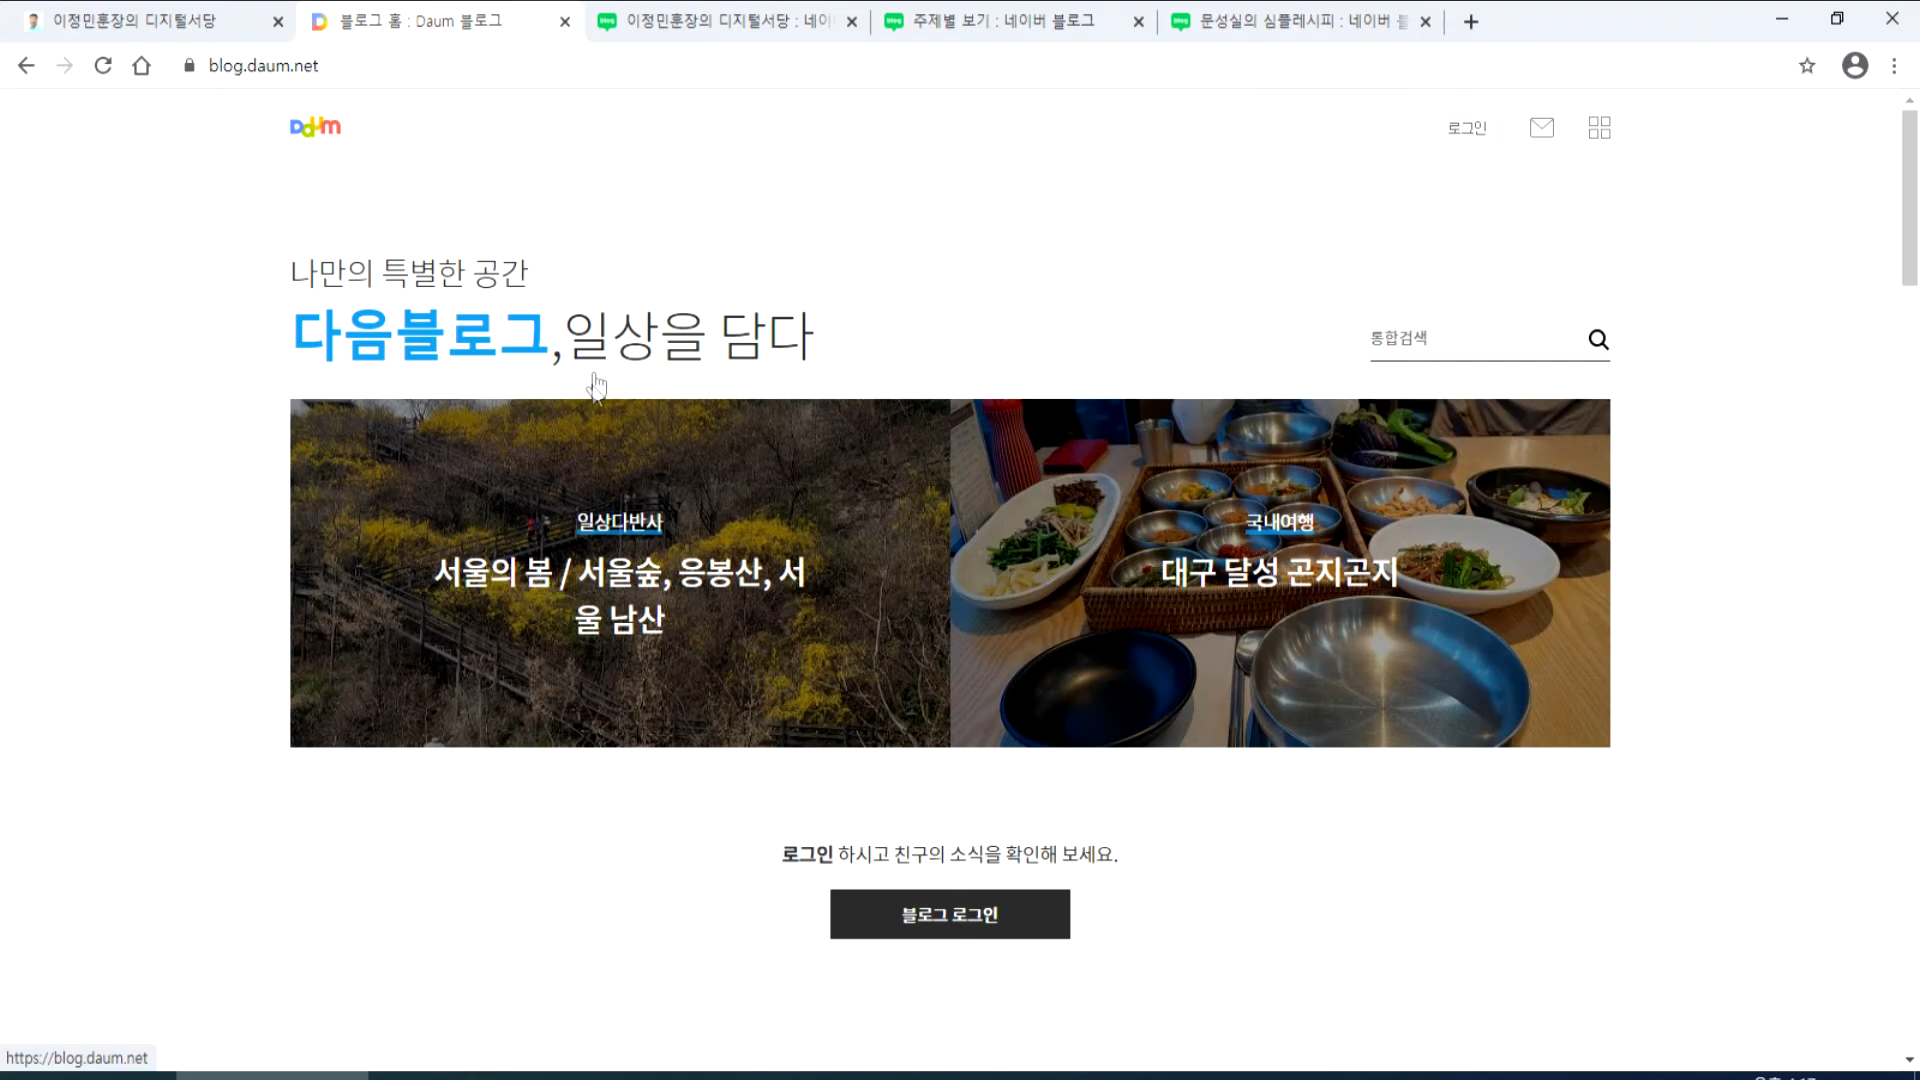 이정민훈장의 디지털서당
블로그 홈 : Daum 블로그
이정민훈장의 디지털서당 : 네이
주제별 보기 : 네이버 블로그
문성실의 심플레시피 : 네이버 블
blog.daum.net
Daum
로그인
나만의 특별한 공간
다음블로그,일상을 담다
통합검색
일상다반사
서울의 봄 / 서울숲, 응봉산, 서
울 남산
국내여행
대구 달성 곤지곤지
로그인 하시고 친구의 소식을 확인해 보세요.
블로그 로그인
https://blog.daum.net